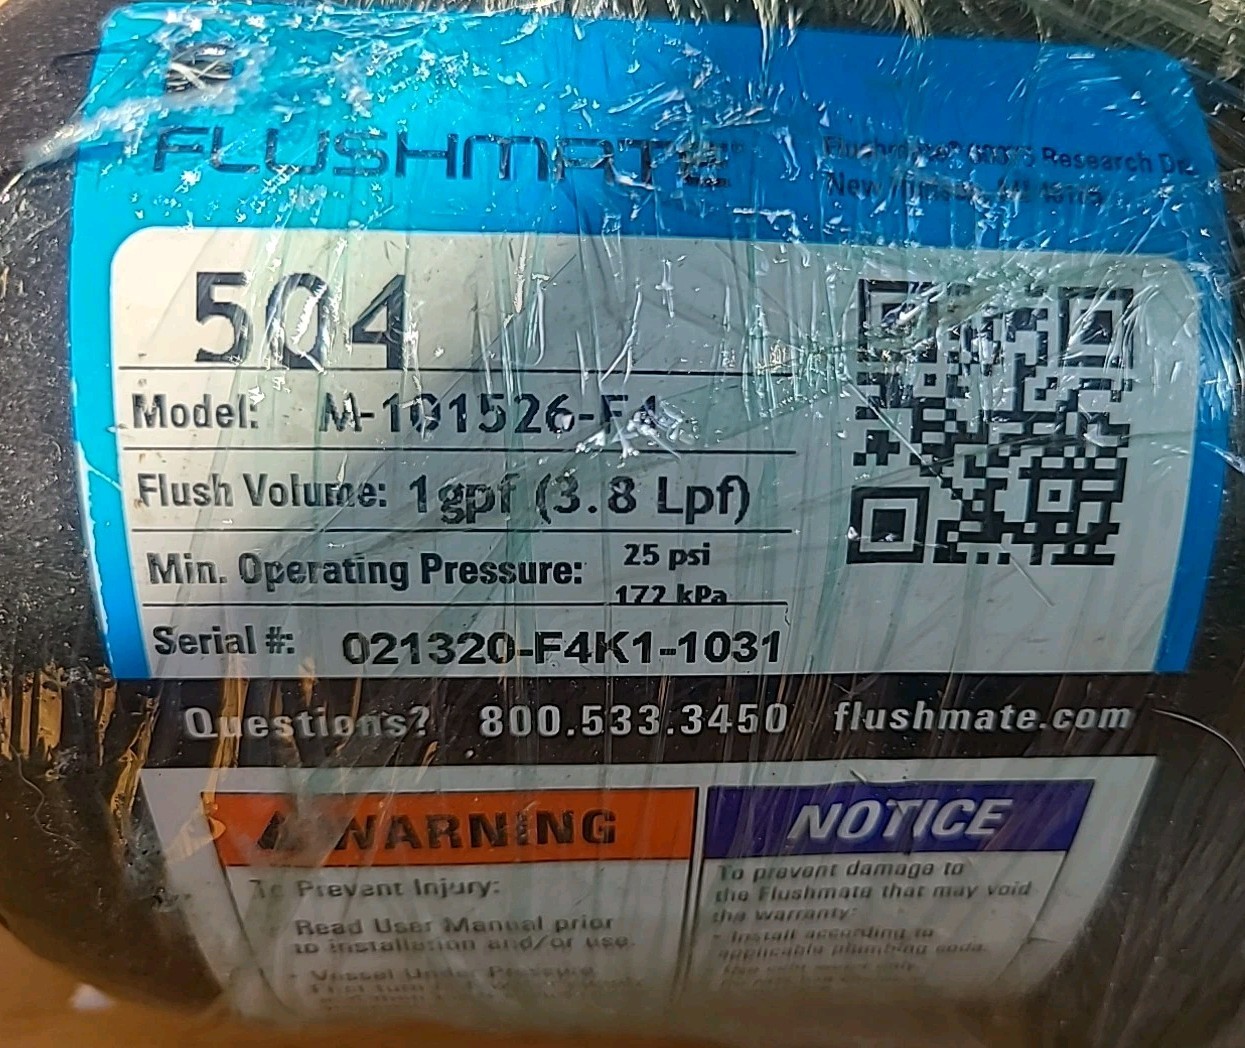 FLUSHMATE
Research Dr.
New
504
Model: M-101526-F4
Flush Volume: 1gpf (3.8 Lpf)
Min. Operating Pressure: 25 psi
172 kPa
Serial #: 021320-F4K1-1031
Questions? 800.533.3450 flushmate.com
WARNING
To Prevent Injury:
Read User Manual prior
to installation and/or use.
• Vessel Under Pressure
NOTICE
To prevent damage to
the Flushmate that may void
the warranty:
• Install according to
applicable plumbing code.